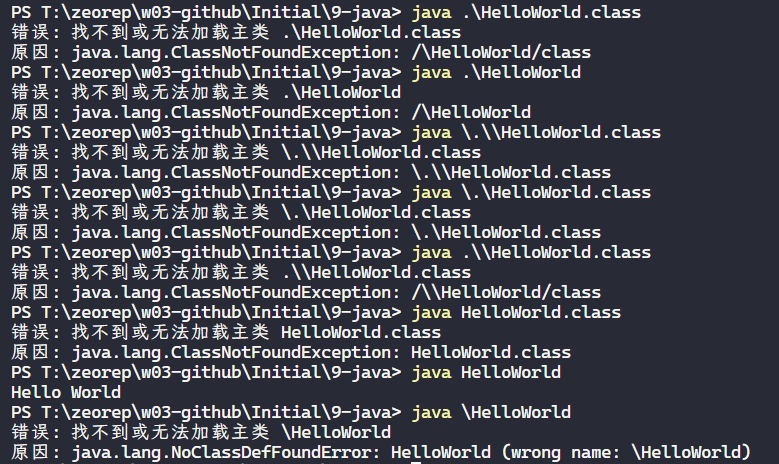 PS T:\zeorep\w03-github\Initial\9-java> java .\HelloWorld.class
错误: 找不到或无法加载主类 .\HelloWorld.class
原因: java.lang.ClassNotFoundException: /\HelloWorld/class
PS T:\zeorep\w03-github\Initial\9-java> java .\HelloWorld
错误: 找不到或无法加载主类 .\HelloWorld
原因: java.lang.ClassNotFoundException: /\HelloWorld
PS T:\zeorep\w03-github\Initial\9-java> java \.\\HelloWorld.class
错误: 找不到或无法加载主类 \.\\HelloWorld.class
原因: java.lang.ClassNotFoundException: \.\\HelloWorld.class
PS T:\zeorep\w03-github\Initial\9-java> java \.\HelloWorld.class
错误: 找不到或无法加载主类 \.\HelloWorld.class
原因: java.lang.ClassNotFoundException: \.\HelloWorld.class
PS T:\zeorep\w03-github\Initial\9-java> java .\\HelloWorld.class
错误: 找不到或无法加载主类 .\\HelloWorld.class
原因: java.lang.ClassNotFoundException: /\\HelloWorld/class
PS T:\zeorep\w03-github\Initial\9-java> java HelloWorld.class
错误: 找不到或无法加载主类 HelloWorld.class
原因: java.lang.ClassNotFoundException: HelloWorld.class
PS T:\zeorep\w03-github\Initial\9-java> java HelloWorld
Hello World
PS T:\zeorep\w03-github\Initial\9-java> java \HelloWorld
错误: 找不到或无法加载主类 \HelloWorld
原因: java.lang.NoClassDefFoundError: HelloWorld (wrong name: \HelloWorld)